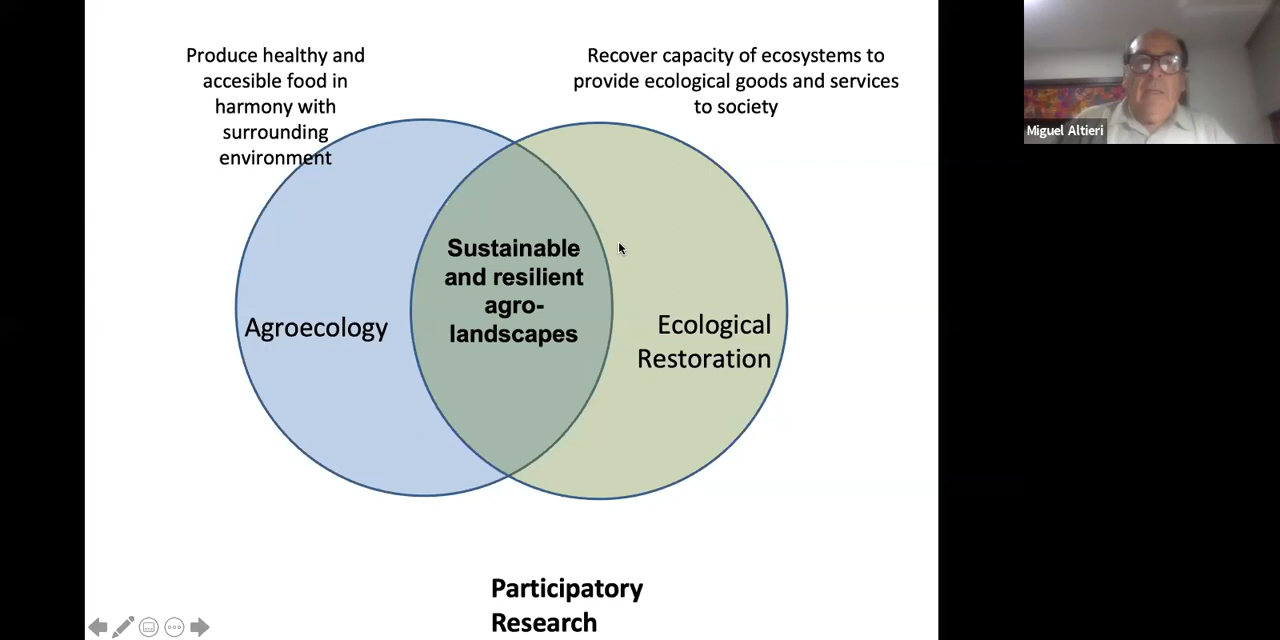 Produce healthy and
accesible food in
harmony with
surrounding
environment
Recover capacity of ecosystems to
provide ecological goods and services
to society
Miguel Altieri
Sustainable
and resilient
agro-
landscapes
Agroecology
Ecological
Restoration
Participatory
Research